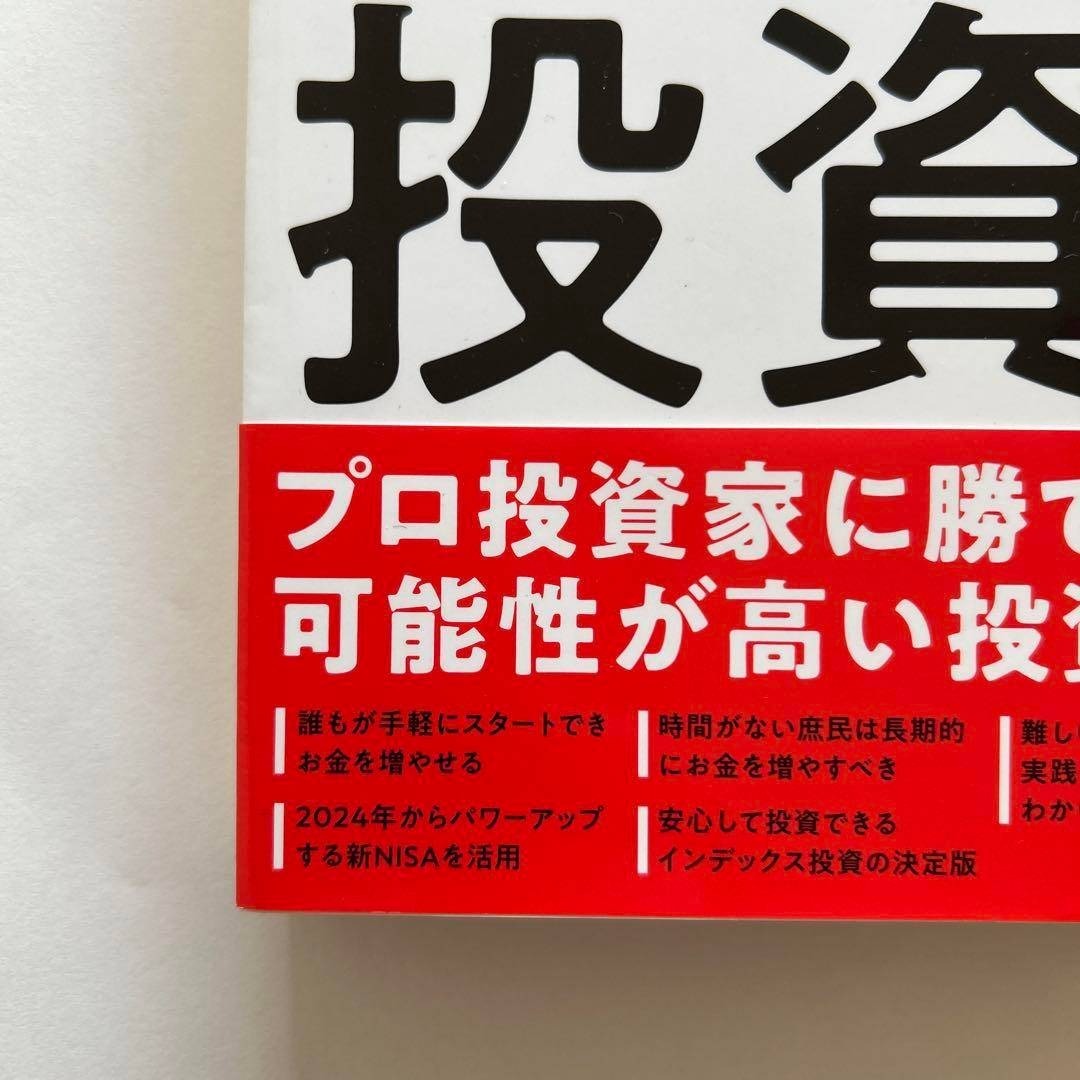 投資
プロ投資家に勝て
可能性が高い投資
誰もが手軽にスタートでき
お金を増やせる
2024年からパワーアップ
する新NISAを活用
時間がない庶民は長期的
にお金を増やすべき
安心して投資できる
インデックス投資の決定版
難し
実践
わか